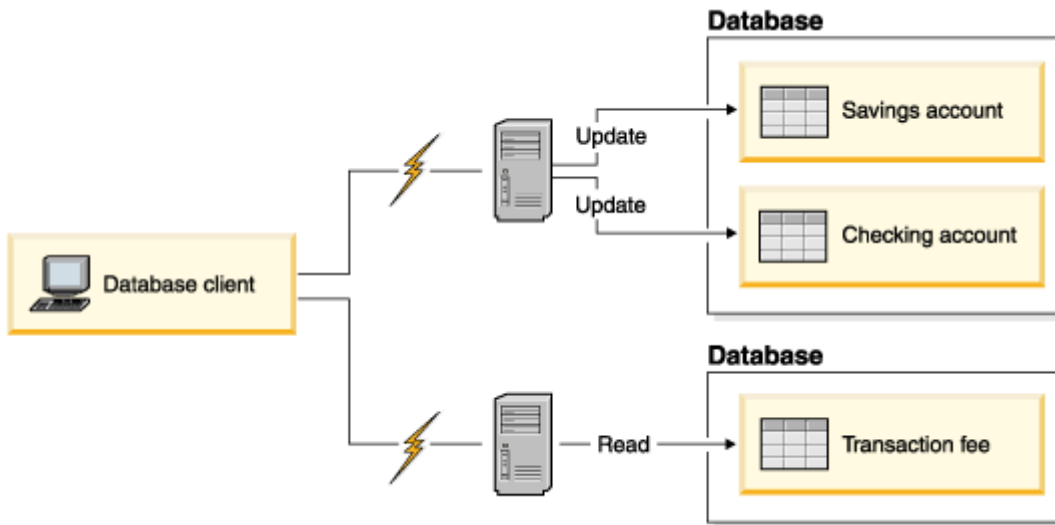 Database
Savings account
Update
Update
Checking account
Database client
Database
Read
Transaction fee